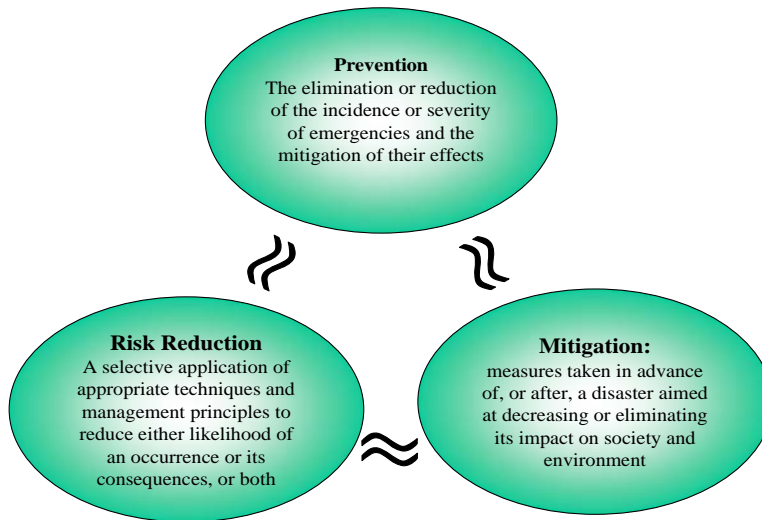 Prevention
The elimination or reduction
of the incidence or severity
of emergencies and the
mitigation of their effects
Risk Reduction
A selective application of
appropriate techniques and
management principles to
reduce either likelihood of
an occurrence or its
consequences, or both
Mitigation:
measures taken in advance
of, or after, a disaster aimed
at decreasing or eliminating
its impact on society and
environment